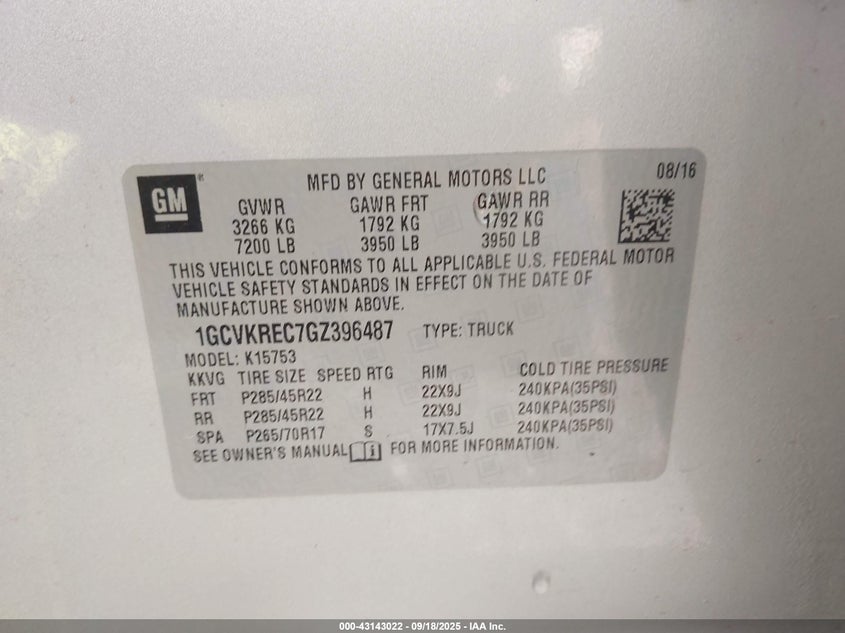 GM
MFD BY GENERAL MOTORS LLC 08/16
GVWR GAWR FRT GAWR RR
3266 KG 1792 KG 1792 KG
7200 LB 3950 LB 3950 LB
THIS VEHICLE CONFORMS TO ALL APPLICABLE U.S. FEDERAL MOTOR
VEHICLE SAFETY STANDARDS IN EFFECT ON THE DATE OF
MANUFACTURE SHOWN ABOVE.
1GCVKREC7GZ396487 TYPE: TRUCK
MODEL: K15753
KKVG TIRE SIZE SPEED RTG RIM COLD TIRE PRESSURE
FRT P285/45R22 H 22X9J 240KPA(35PSI)
RR P285/45R22 H 22X9J 240KPA(35PSI)
SPA P265/70R17 S 17X7.5J 240KPA(35PSI)
SEE OWNER'S MANUAL FOR MORE INFORMATION.
000-43143022 - 09/18/2025 - IAA Inc.